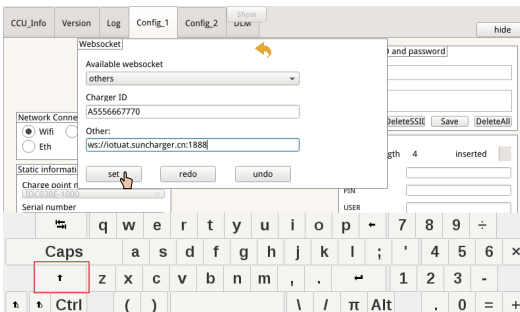 CCU_Info Version Log Config_1 Config_2 DLM
Show
hide
Websocket
Available websocket
others
Charger ID
A5556667770
Other:
ws://iotuat.suncharger.cn:1888
set redo undo
and password
DeleteSSID Save DeleteAll
Network Conne
Wifi
Eth
gth 4 inserted
Static informati
Charge point n
IDC030E-1000
Serial number
PIN
USER
q w e r t y u i o p 7 8 9 ÷
Caps a s d f g h j k l ; ' 4 5 6 ×
z x c v b n m , . 1 2 3 -
Ctrl ( ) \ / π Alt . 0 = +